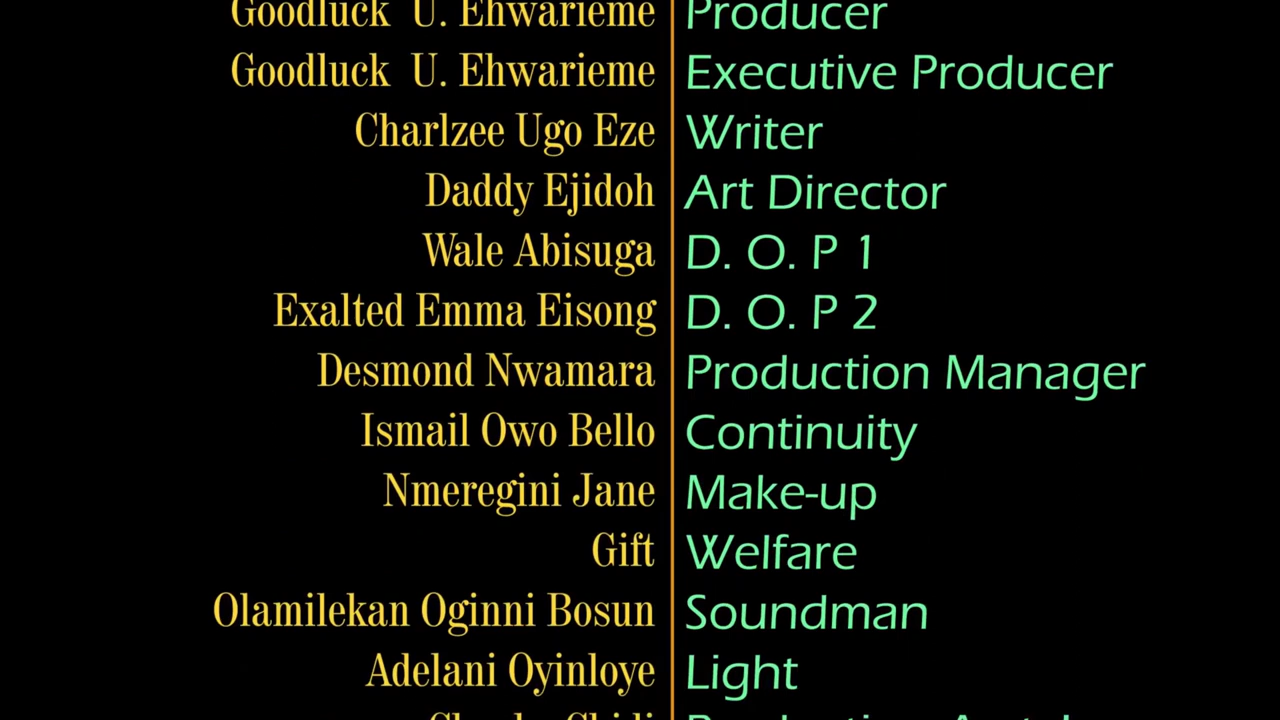 Goodluck U. Ehwarieme Producer
Goodluck U. Ehwarieme Executive Producer
Charlzee Ugo Eze Writer
Daddy Ejidoh Art Director
Wale Abisuga D. O. P 1
Exalted Emma Eisong D. O. P 2
Desmond Nwamara Production Manager
Ismail Owo Bello Continuity
Nmeregini Jane Make-up
Gift Welfare
Olamilekan Oginni Bosun Soundman
Adelani Oyinloye Light